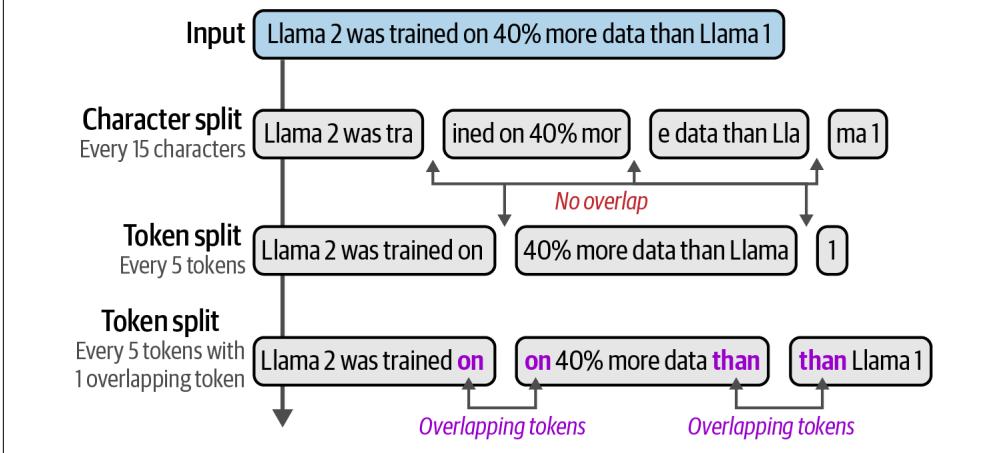 Input
Llama 2 was trained on 40% more data than Llama 1
Character split
Every 15 characters
Llama 2 was tra
ined on 40% mor
e data than Lla
ma 1
No overlap
Token split
Every 5 tokens
Llama 2 was trained on
40% more data than Llama
1
Token split
Every 5 tokens with
1 overlapping token
Llama 2 was trained on
on 40% more data than
than Llama 1
Overlapping tokens
Overlapping tokens